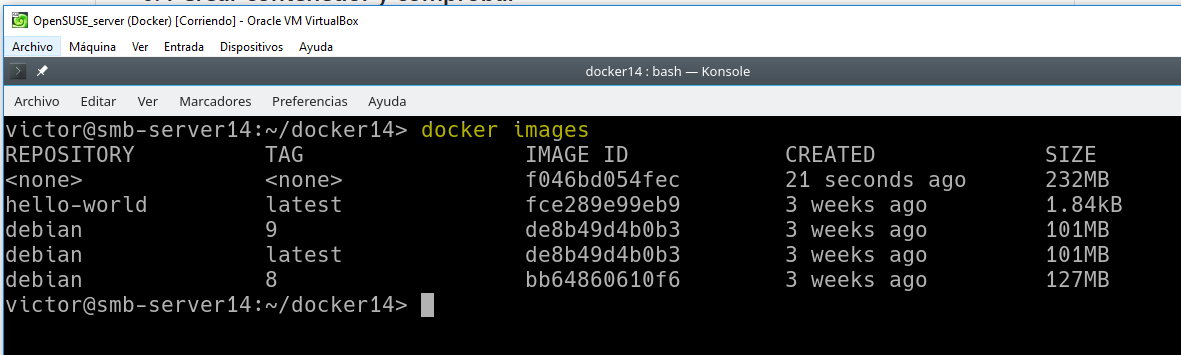 OpenSUSE_server (Docker) [Corriendo] - Oracle VM VirtualBox
Archivo Máquina Ver Entrada Dispositivos Ayuda
docker14 : bash — Konsole
Archivo Editar Ver Marcadores Preferencias Ayuda
victor@smb-server14:~/docker14> docker images
REPOSITORY TAG IMAGE ID CREATED SIZE
<none> <none> f046bd054fec 21 seconds ago 232MB
hello-world latest fce289e99eb9 3 weeks ago 1.84kB
debian 9 de8b49d4b0b3 3 weeks ago 101MB
debian latest de8b49d4b0b3 3 weeks ago 101MB
debian 8 bb64860610f6 3 weeks ago 127MB
victor@smb-server14:~/docker14>